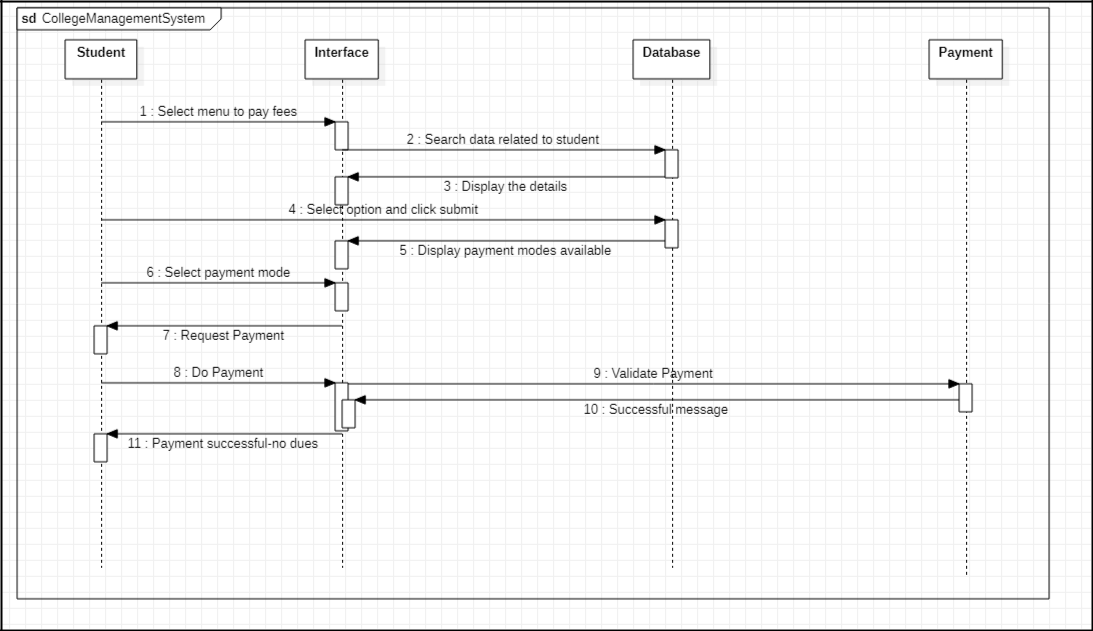 sd CollegeManagementSystem
Student Interface Database Payment
1 : Select menu to pay fees
2 : Search data related to student
3 : Display the details
4 : Select option and click submit
5 : Display payment modes available
6 : Select payment mode
7 : Request Payment
8 : Do Payment
9 : Validate Payment
10 : Successful message
11 : Payment successful-no dues